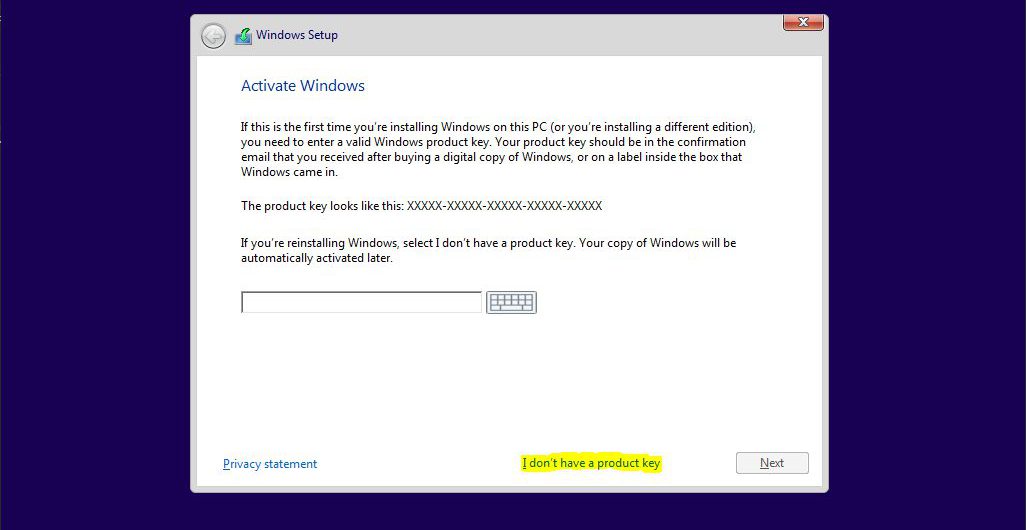 Windows Setup
Activate Windows
If this is the first time you're installing Windows on this PC (or you're installing a different edition),
you need to enter a valid Windows product key. Your product key should be in the confirmation
email that you received after buying a digital copy of Windows, or on a label inside the box that
Windows came in.
The product key looks like this: XXXXX-XXXXX-XXXXX-XXXXX-XXXXX
If you're reinstalling Windows, select I don't have a product key. Your copy of Windows will be
automatically activated later.
Privacy statement
I don't have a product key
Next